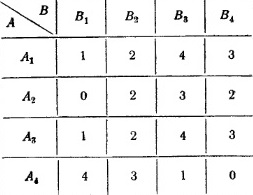 A B B₁ B₂ B₃ B₄
A₁ 1 2 4 3
A₂ 0 2 3 2
A₃ 1 2 4 3
A₄ 4 3 1 0